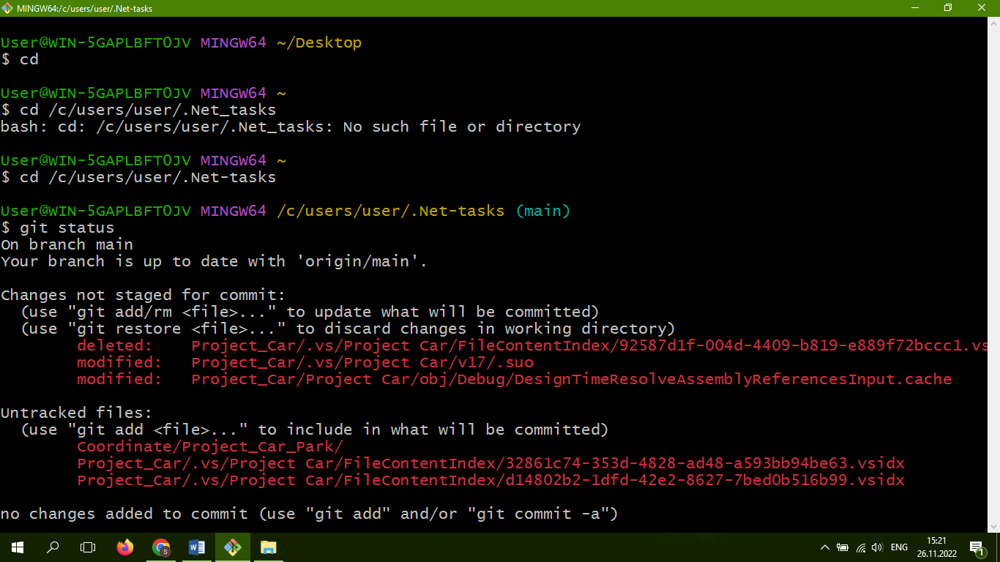 MINGW64:/c/users/user/.Net-tasks
User@WIN-5GAPLBFTOJV MINGW64 ~/Desktop
$ cd
User@WIN-5GAPLBFTOJV MINGW64 ~
$ cd /c/users/user/.Net_tasks
bash: cd: /c/users/user/.Net_tasks: No such file or directory
User@WIN-5GAPLBFTOJV MINGW64 ~
$ cd /c/users/user/.Net-tasks
User@WIN-5GAPLBFTOJV MINGW64 /c/users/user/.Net-tasks (main)
$ git status
On branch main
Your branch is up to date with 'origin/main'.
Changes not staged for commit:
  (use "git add/rm <file>..." to update what will be committed)
  (use "git restore <file>..." to discard changes in working directory)
        deleted:    Project_Car/.vs/Project Car/FileContentIndex/92587d1f-004d-4409-b819-e889f72bccc1.vs
        modified:   Project_Car/.vs/Project Car/v17/.suo
        modified:   Project_Car/Project Car/obj/Debug/DesignTimeResolveAssemblyReferencesInput.cache
Untracked files:
  (use "git add <file>..." to include in what will be committed)
        Coordinate/Project_Car_Park/
        Project_Car/.vs/Project Car/FileContentIndex/32861c74-353d-4828-ad48-a593bb94be63.vsidx
        Project_Car/.vs/Project Car/FileContentIndex/d14802b2-1dfd-42e2-8627-7bed0b516b99.vsidx
no changes added to commit (use "git add" and/or "git commit -a")
S
W
ENG
15:21
26.11.2022
1